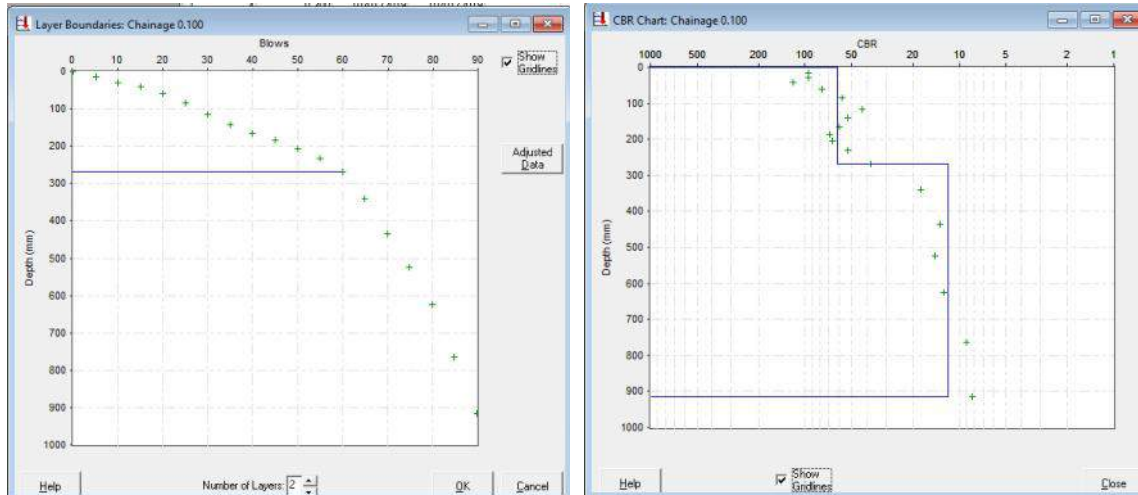 Layer Boundaries: Chainage 0.100
Blows
0 10 20 30 40 50 60 70 80 90
0
100
200
300
400
500
600
700
800
900
1000
Depth (mm)
Show
Gridlines
Adjusted
Data
Help
Number of Layers: 2
OK
Cancel
CBR Chart: Chainage 0.100
CBR
1000 500 200 100 50 20 10 5 2 1
0
100
200
300
400
500
600
700
800
900
1000
Depth (mm)
Help
Show
Gridlines
Close